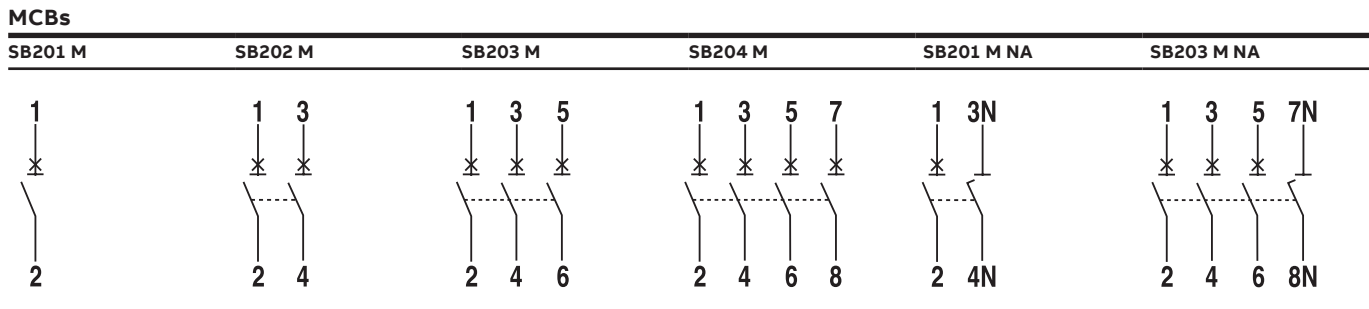 MCBs
SB201 M SB202 M SB203 M SB204 M SB201 M NA SB203 M NA
1 1 3 1 3 5 1 3 5 7 1 3N 1 3 5 7N
2 2 4 2 4 6 2 4 6 8 2 4N 2 4 6 8N